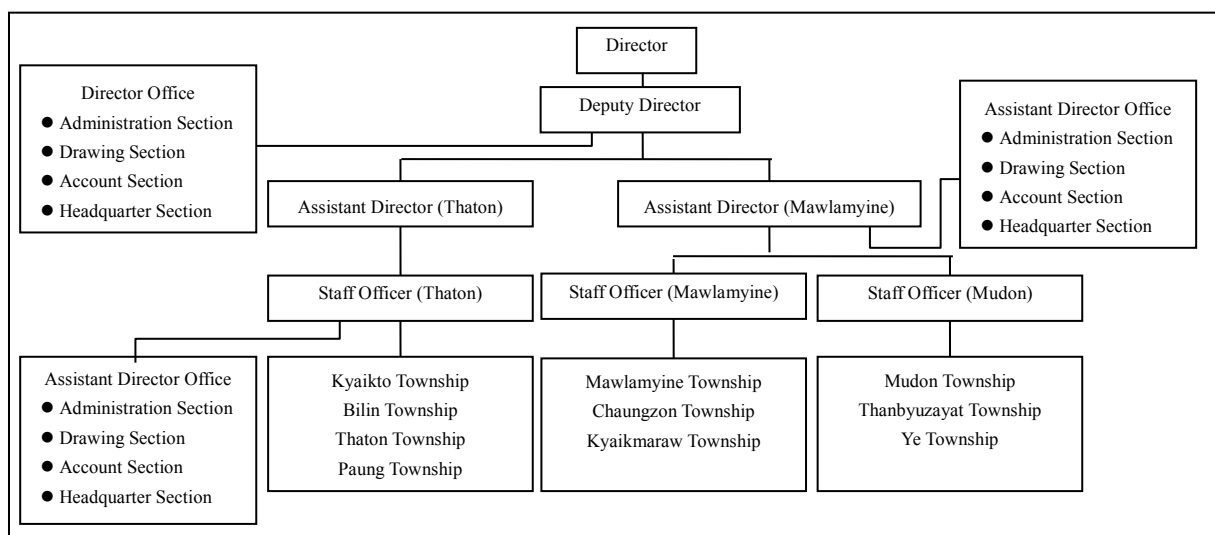 Director
Deputy Director
Director Office
● Administration Section
● Drawing Section
● Account Section
● Headquarter Section
Assistant Director Office
● Administration Section
● Drawing Section
● Account Section
● Headquarter Section
Assistant Director (Thaton)
Assistant Director (Mawlamyine)
Staff Officer (Thaton)
Staff Officer (Mawlamyine)
Staff Officer (Mudon)
Assistant Director Office
● Administration Section
● Drawing Section
● Account Section
● Headquarter Section
Kyaikto Township
Bilin Township
Thaton Township
Paung Township
Mawlamyine Township
Chaungzon Township
Kyaikmaraw Township
Mudon Township
Thanbyuzayat Township
Ye Township